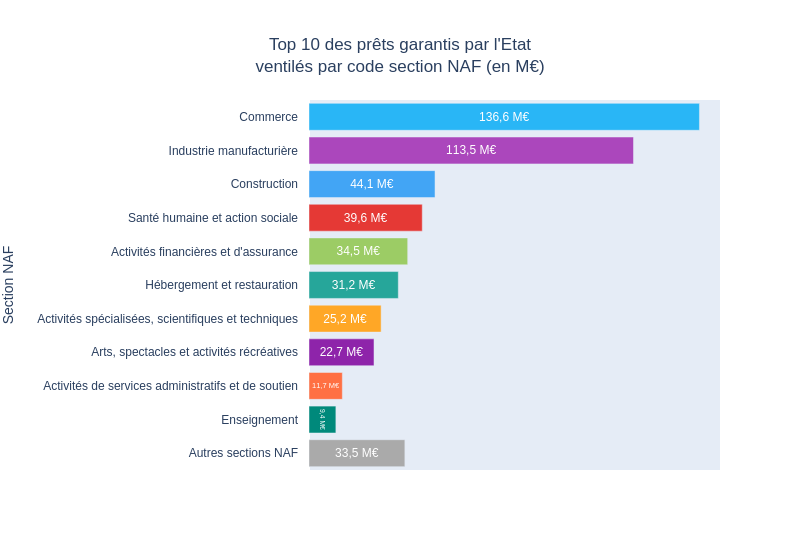 Top 10 des prêts garantis par l'Etat
ventilés par code section NAF (en M€)
Section NAF
Commerce 136,6 M€
Industrie manufacturière 113,5 M€
Construction 44,1 M€
Santé humaine et action sociale 39,6 M€
Activités financières et d'assurance 34,5 M€
Hébergement et restauration 31,2 M€
Activités spécialisées, scientifiques et techniques 25,2 M€
Arts, spectacles et activités récréatives 22,7 M€
Activités de services administratifs et de soutien 11,7 M€
Enseignement 9,4 M€
Autres sections NAF 33,5 M€